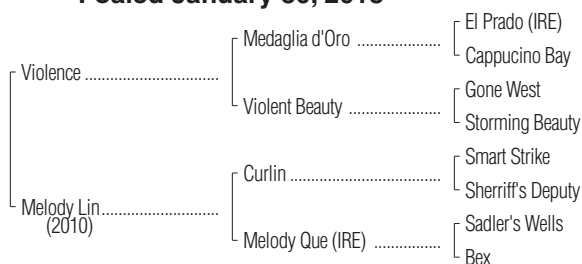 Foaled January 30, 2018
El Prado (IRE)
Medaglia d'Oro ....................
Cappucino Bay
Violence ................................
Gone West
Violent Beauty ......................
Storming Beauty
Smart Strike
Curlin ....................................
Sherriff's Deputy
Melody Lin............................
(2010)
Sadler's Wells
Melody Que (IRE) ................
Bex